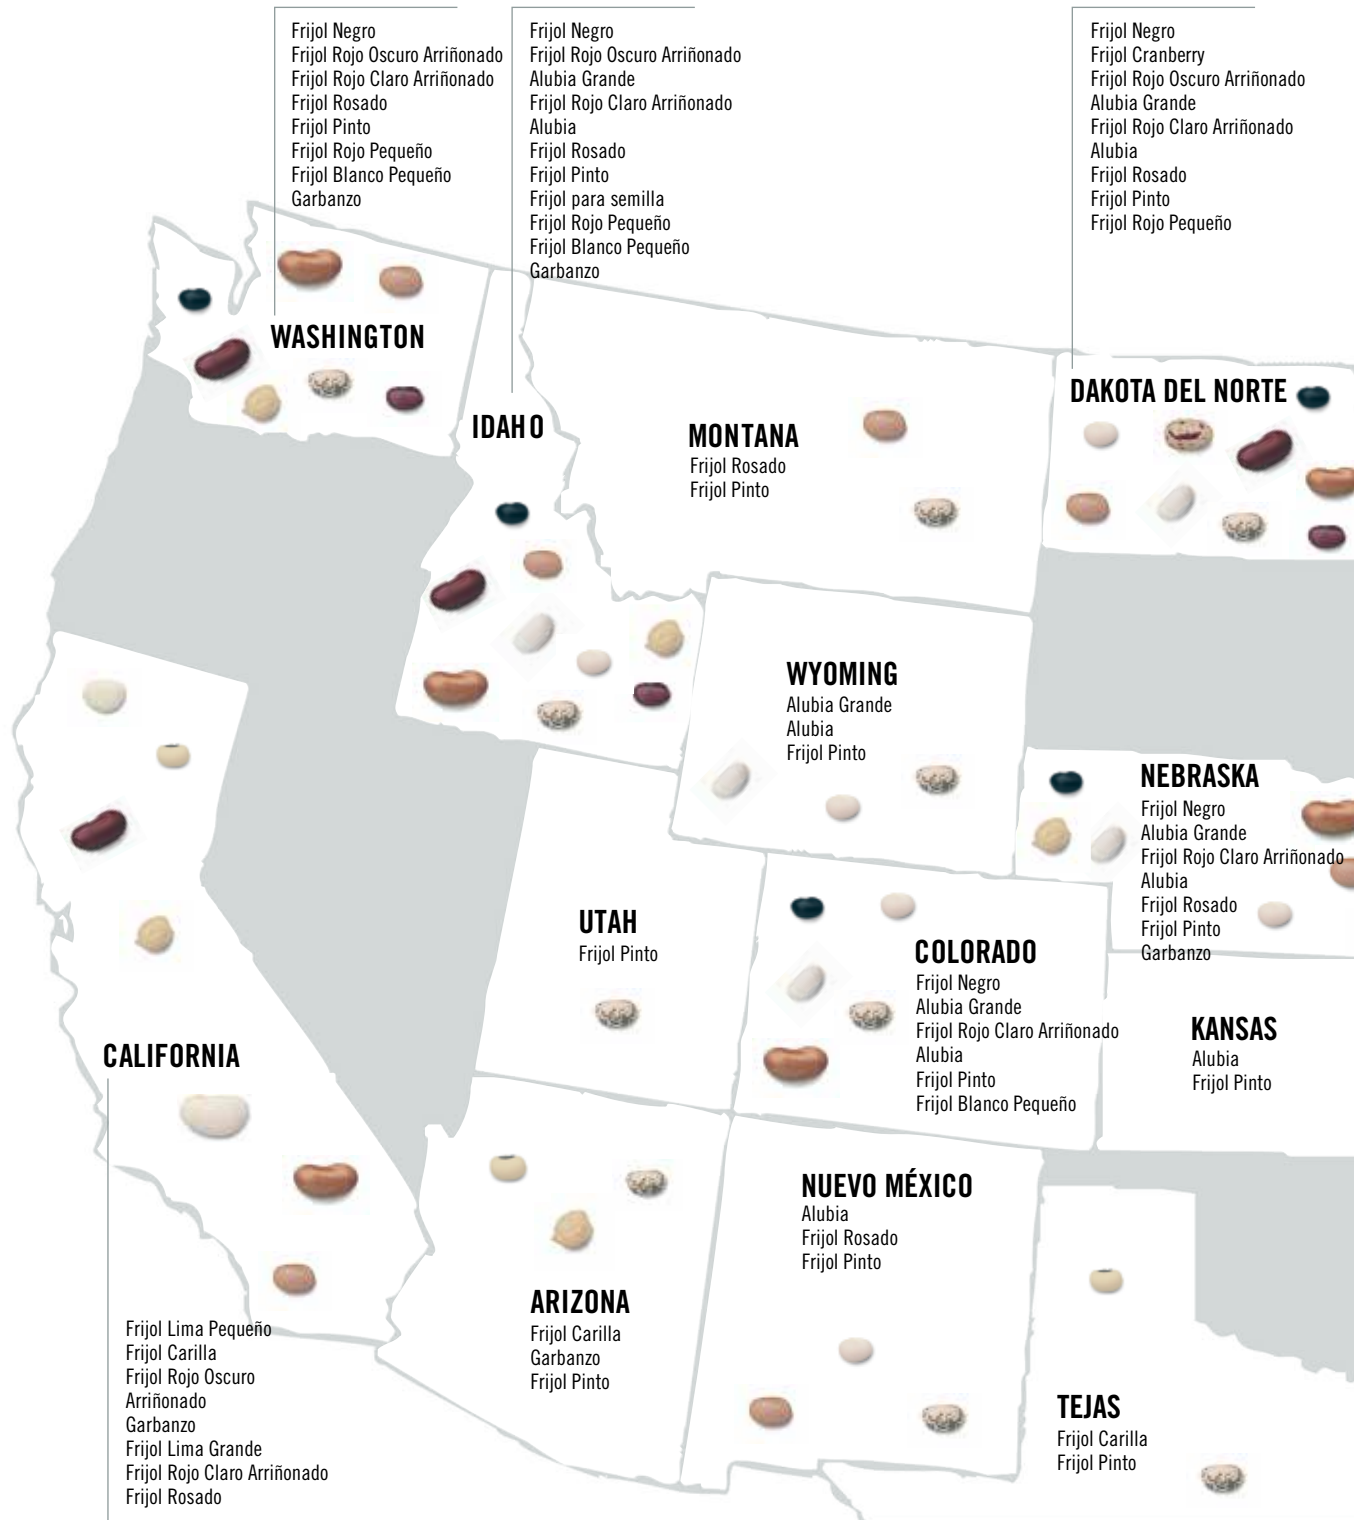 Frijol Negro
Frijol Rojo Oscuro Arriñonado
Frijol Rojo Claro Arriñonado
Frijol Rosado
Frijol Pinto
Frijol Rojo Pequeño
Frijol Blanco Pequeño
Garbanzo
WASHINGTON
Frijol Negro
Frijol Rojo Oscuro Arriñonado
Alubia Grande
Frijol Rojo Claro Arriñonado
Alubia
Frijol Rosado
Frijol Pinto
Frijol para semilla
Frijol Rojo Pequeño
Frijol Blanco Pequeño
Garbanzo
IDAHO
Frijol Negro
Frijol Cranberry
Frijol Rojo Oscuro Arriñonado
Alubia Grande
Frijol Rojo Claro Arriñonado
Alubia
Frijol Rosado
Frijol Pinto
Frijol Rojo Pequeño
DAKOTA DEL NORTE
MONTANA
Frijol Rosado
Frijol Pinto
WYOMING
Alubia Grande
Alubia
Frijol Pinto
NEBRASKA
Frijol Negro
Alubia Grande
Frijol Rojo Claro Arriñonado
Alubia
Frijol Rosado
Frijol Pinto
Garbanzo
UTAH
Frijol Pinto
COLORADO
Frijol Negro
Alubia Grande
Frijol Rojo Claro Arriñonado
Alubia
Frijol Pinto
Frijol Blanco Pequeño
KANSAS
Alubia
Frijol Pinto
CALIFORNIA
Frijol Lima Pequeño
Frijol Carilla
Frijol Rojo Oscuro
Arriñonado
Garbanzo
Frijol Lima Grande
Frijol Rojo Claro Arriñonado
Frijol Rosado
ARIZONA
Frijol Carilla
Garbanzo
Frijol Pinto
NUEVO MÉXICO
Alubia
Frijol Rosado
Frijol Pinto
TEJAS
Frijol Carilla
Frijol Pinto